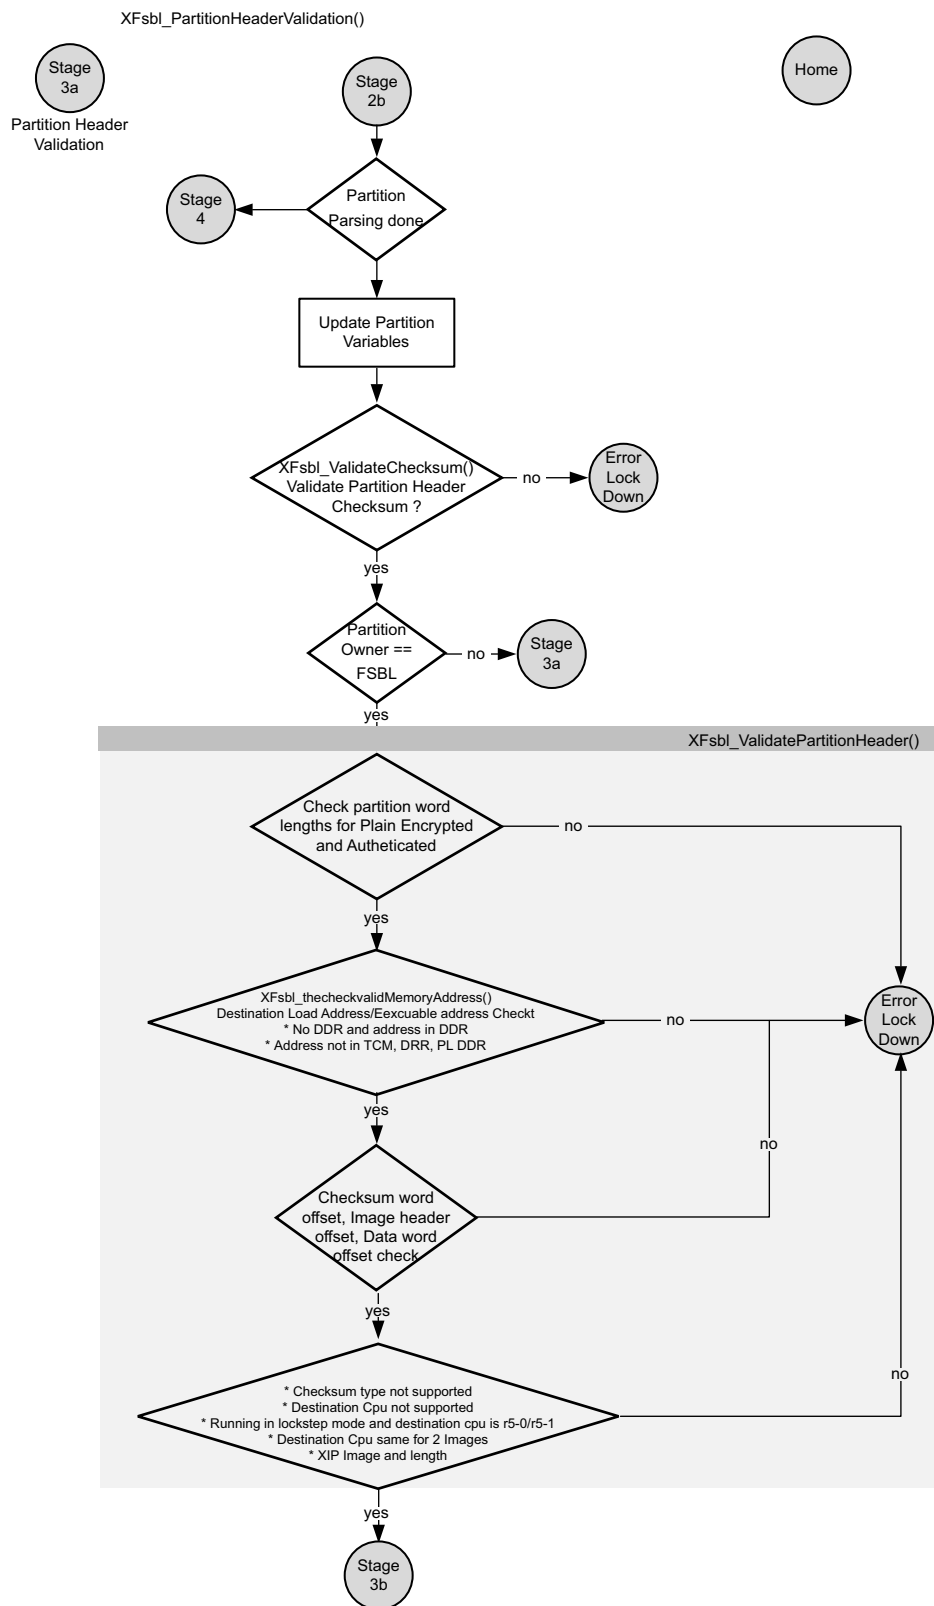 XFsbl_PartitionHeaderValidation()
Stage
3a
Partition Header
Validation
Stage
2b
Home
Partition
Parsing done
Stage
4
Update Partition
Variables
XFsbl_ValidateChecksum()
Validate Partition Header
Checksum ?
no
Error
Lock
Down
yes
Partition
Owner ==
FSBL
no
Stage
3a
yes
XFsbl_ValidatePartitionHeader()
Check partition word
lengths for Plain Encrypted
and Autheticated
no
yes
XFsbl_thecheckvalidMemoryAddress()
Destination Load Address/Eexcuable address Checkt
* No DDR and address in DDR
* Address not in TCM, DRR, PL DDR
no
Error
Lock
Down
yes
no
Checksum word
offset, Image header
offset, Data word
offset check
yes
no
* Checksum type not supported
* Destination Cpu not supported
* Running in lockstep mode and destination cpu is r5-0/r5-1
* Destination Cpu same for 2 Images
* XIP Image and length
yes
Stage
3b